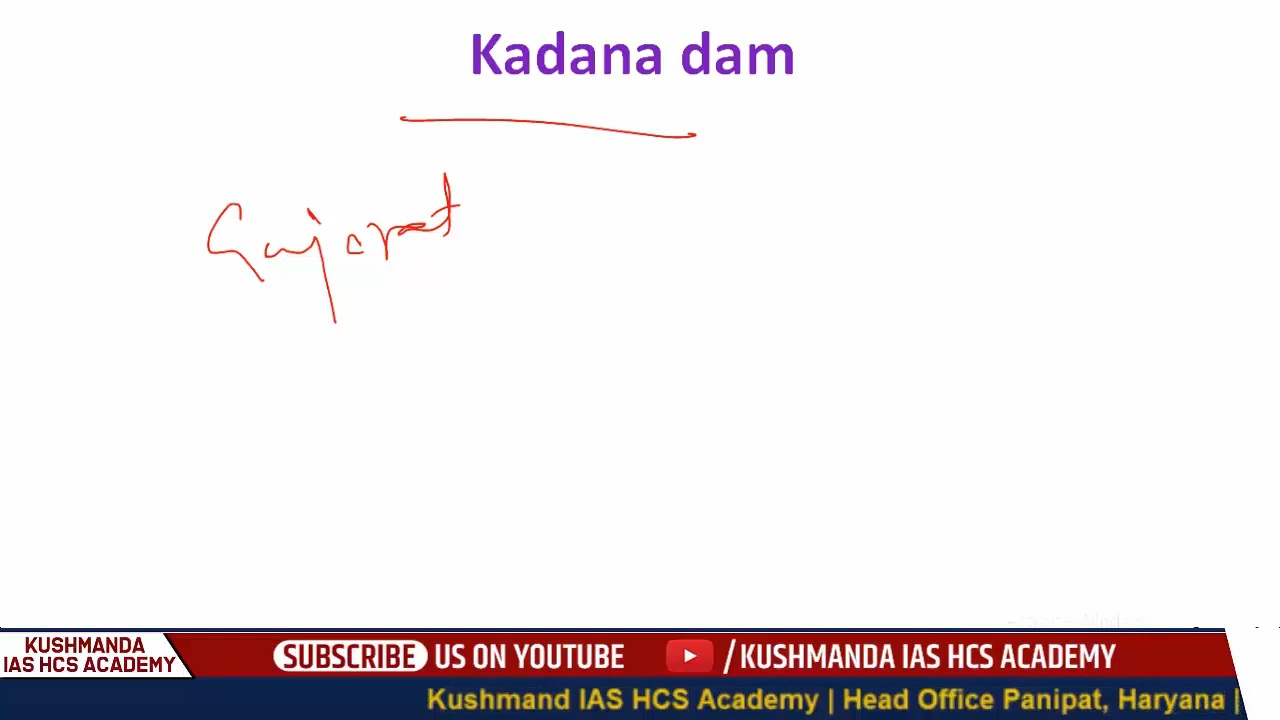 Kadana dam
Gujarat
KUSHMANDA
IAS HCS ACADEMY
SUBSCRIBE US ON YOUTUBE
/KUSHMANDA IAS HCS ACADEMY
Kushmand IAS HCS Academy | Head Office Panipat, Haryana |